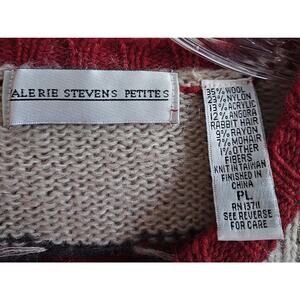 ALERIE STEVENS PETITES
35% WOOL
23% NYLON
13% ACRYLIC
12% ANGORA
RABBIT HAIR
9% RAYON
7% MOHAIR
1% OTHER
FIBERS
KNIT IN TAIWAN
FINISHED IN
CHINA
PL
RN 13711
SEE REVERSE
FOR CARE